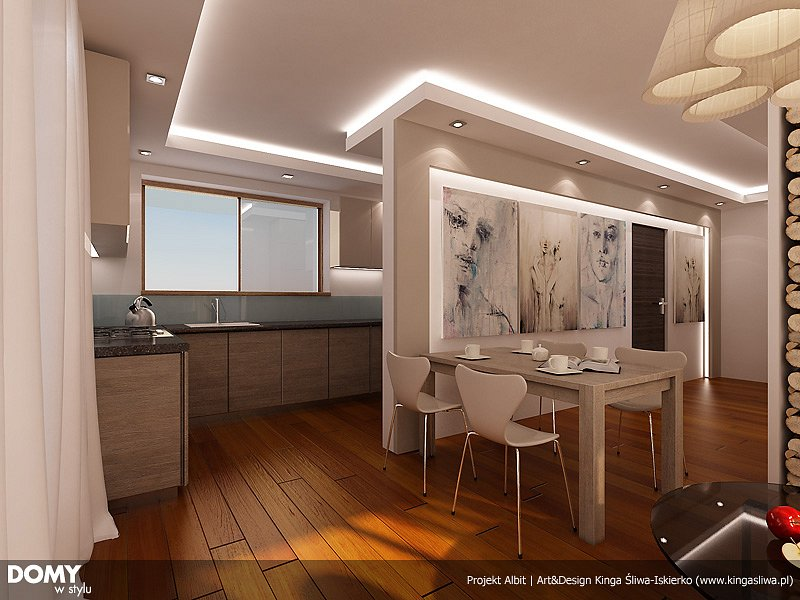 DOMY
w stylu
Projekt Albit | Art&Design Kinga Śliwa-Iskierko (www.kingasliwa.pl)